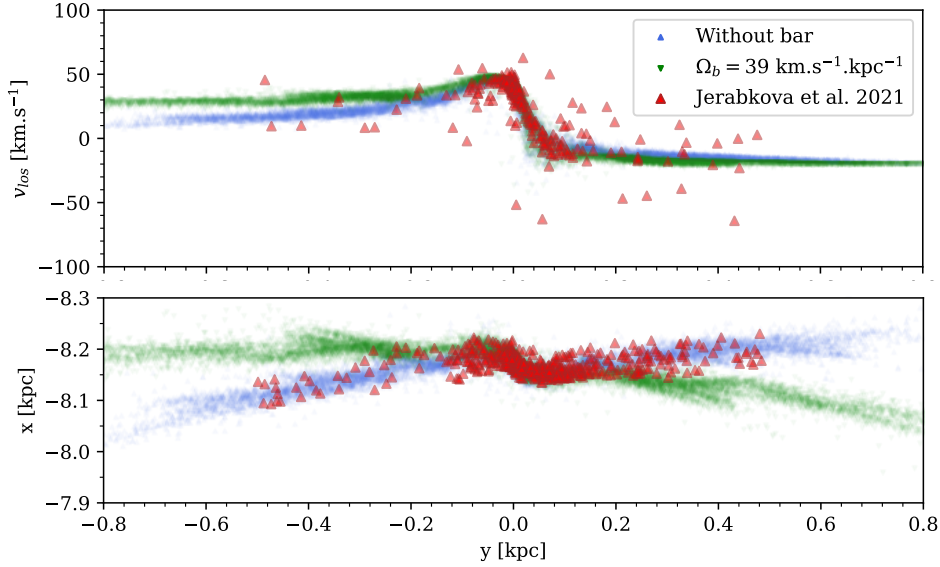 100
50
0
−50
−100
v_los [km.s⁻¹]
Without bar
Ω_b = 39 km.s⁻¹.kpc⁻¹
Jerabkova et al. 2021
−8.3
−8.2
−8.1
−8.0
−7.9
x [kpc]
−0.8 −0.6 −0.4 −0.2 0.0 0.2 0.4 0.6 0.8
y [kpc]